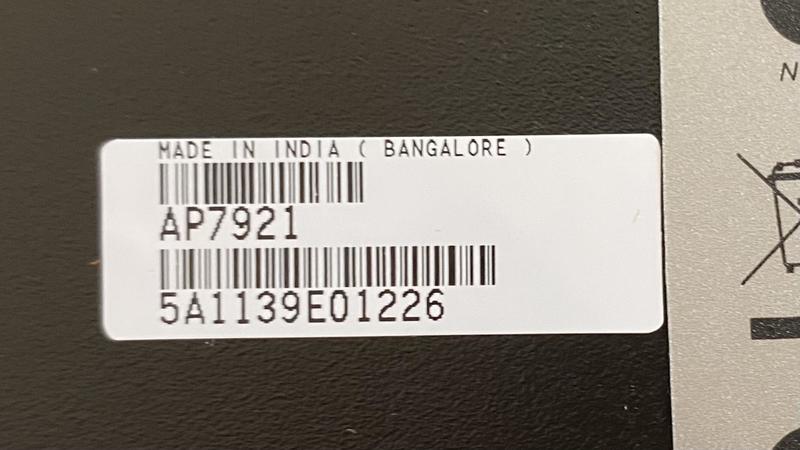 MADE IN INDIA ( BANGALORE )
AP7921
5A1139E01226
N